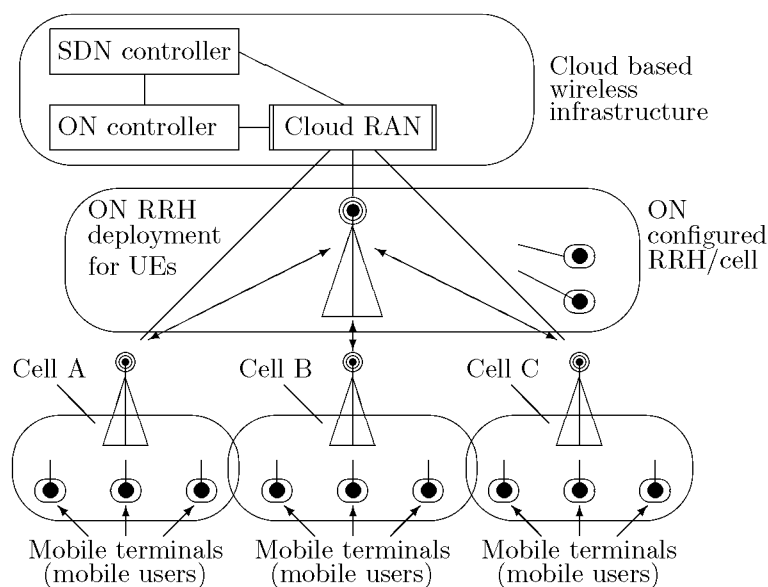 SDN controller
ON controller
Cloud RAN
Cloud based
wireless
infrastructure
ON RRH
deployment
for UEs
ON
configured
RRH/cell
Cell A
Cell B
Cell C
Mobile terminals
(mobile users)
Mobile terminals
(mobile users)
Mobile terminals
(mobile users)